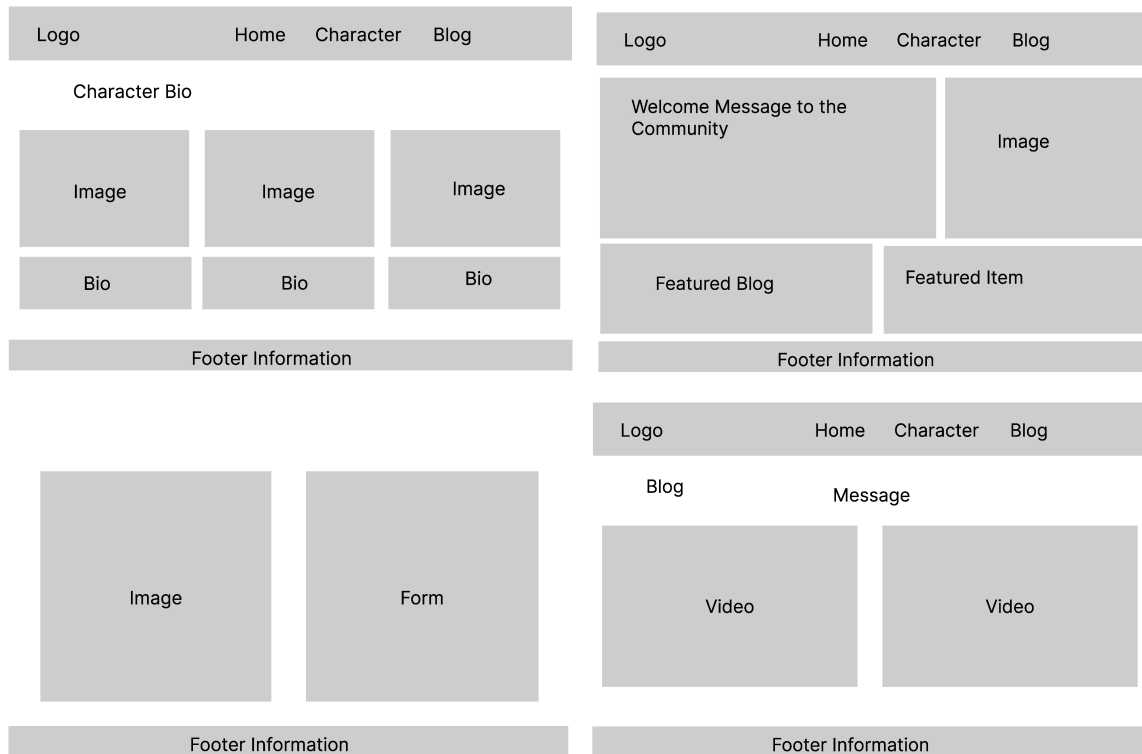 Logo Home Character Blog
Character Bio
Image Image Image
Bio Bio Bio
Footer Information
Logo Home Character Blog
Welcome Message to the
Community
Image
Featured Blog Featured Item
Footer Information
Image Form
Footer Information
Logo Home Character Blog
Blog Message
Video Video
Footer Information